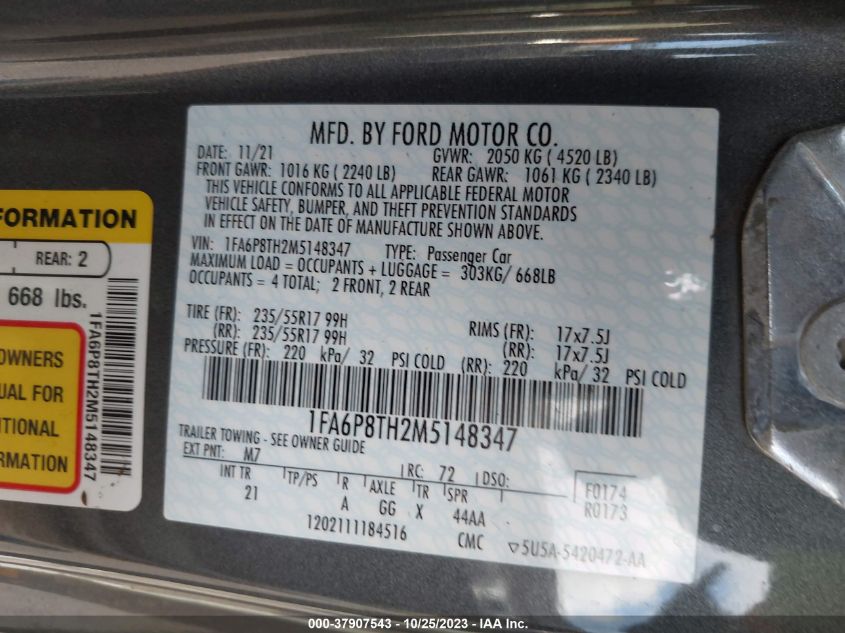 MFD. BY FORD MOTOR CO.
DATE: 11/21 GVWR: 2050 KG ( 4520 LB)
FRONT GAWR: 1016 KG ( 2240 LB) REAR GAWR: 1061 KG ( 2340 LB)
THIS VEHICLE CONFORMS TO ALL APPLICABLE FEDERAL MOTOR
VEHICLE SAFETY, BUMPER, AND THEFT PREVENTION STANDARDS
IN EFFECT ON THE DATE OF MANUFACTURE SHOWN ABOVE.
VIN: 1FA6P8TH2M5148347 TYPE: Passenger Car
MAXIMUM LOAD = OCCUPANTS + LUGGAGE = 303KG/ 668LB
OCCUPANTS = 4 TOTAL; 2 FRONT, 2 REAR
TIRE (FR): 235/55R17 99H RIMS (FR): 17x7.5J
(RR): 235/55R17 99H (RR): 17x7.5J
PRESSURE (FR): 220 kPa/ 32 PSI COLD (RR): 220 kPa/ 32 PSI COLD
1FA6P8TH2M5148347
TRAILER TOWING - SEE OWNER GUIDE
EXT PNT: M7 RC: 72 DSO: F0174
INT TR TP/PS R AXLE TR SPR R0173
21 A GG X 44AA
1202111184516 CMC ▽5U5A-5420472-AA
FORMATION
REAR: 2
668 lbs.
1FA6P8TH2M5148347
OWNERS
UAL FOR
ITIONAL
RMATION
000-37907543 - 10/25/2023 - IAA Inc.